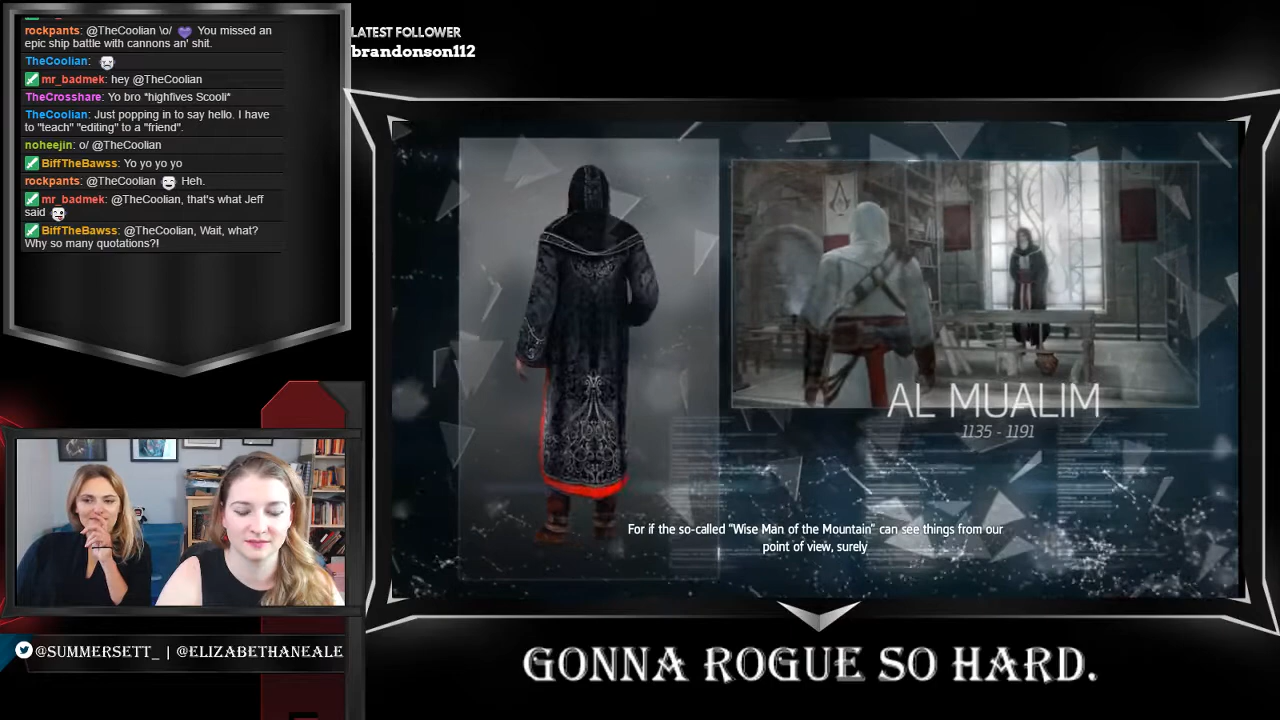 rockpants: @TheCoolian \o/ You missed an
epic ship battle with cannons an' shit.
TheCoolian:
mr_badmek: hey @TheCoolian
TheCrosshare: Yo bro *highfives Scooli*
TheCoolian: Just popping in to say hello. I have
to "teach" "editing" to a "friend".
noheejin: o/ @TheCoolian
BiffTheBawss: Yo yo yo yo
rockpants: @TheCoolian Heh.
mr_badmek: @TheCoolian, that's what Jeff
said
BiffTheBawss: @TheCoolian, Wait, what?
Why so many quotations?!
LATEST FOLLOWER
brandonson112
AL MUALIM
1135 - 1191
For if the so-called "Wise Man of the Mountain" can see things from our
point of view, surely
@SUMMERSETT_ | @ELIZABETHANEALE
GONNA ROGUE SO HARD.